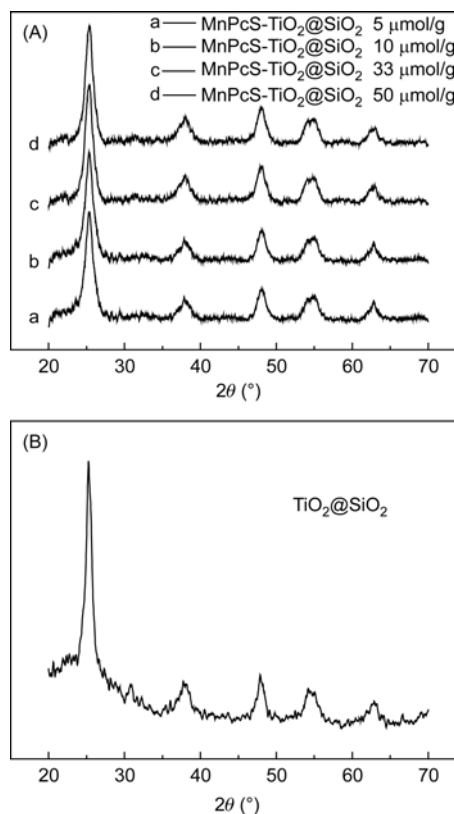 (A)
a — MnPcS-TiO₂@SiO₂ 5 μmol/g
b — MnPcS-TiO₂@SiO₂ 10 μmol/g
c — MnPcS-TiO₂@SiO₂ 33 μmol/g
d — MnPcS-TiO₂@SiO₂ 50 μmol/g
d
c
b
a
20 30 40 50 60 70
2θ (°)
(B)
TiO₂@SiO₂
20 30 40 50 60 70
2θ (°)